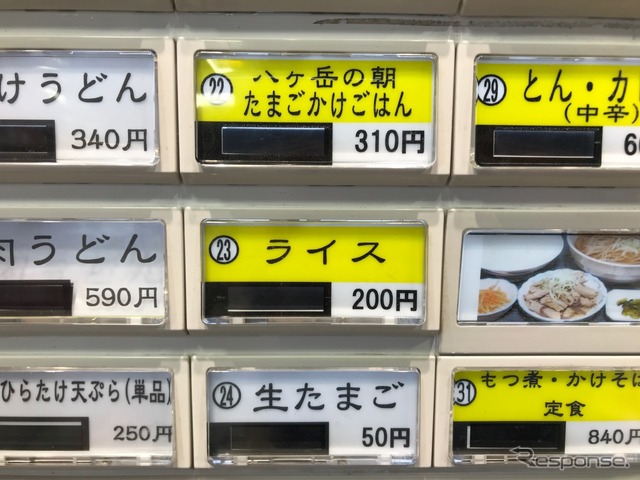 けうどん
340円
22
八ヶ岳の朝
たまごかけごはん
310円
29
とん・カ
(中辛)
6
肉うどん
590円
23
ライス
200円
ひらたけ天ぷら(単品)
250円
24
生たまご
50円
31
もつ煮・かけそば
定食
840円
Response.